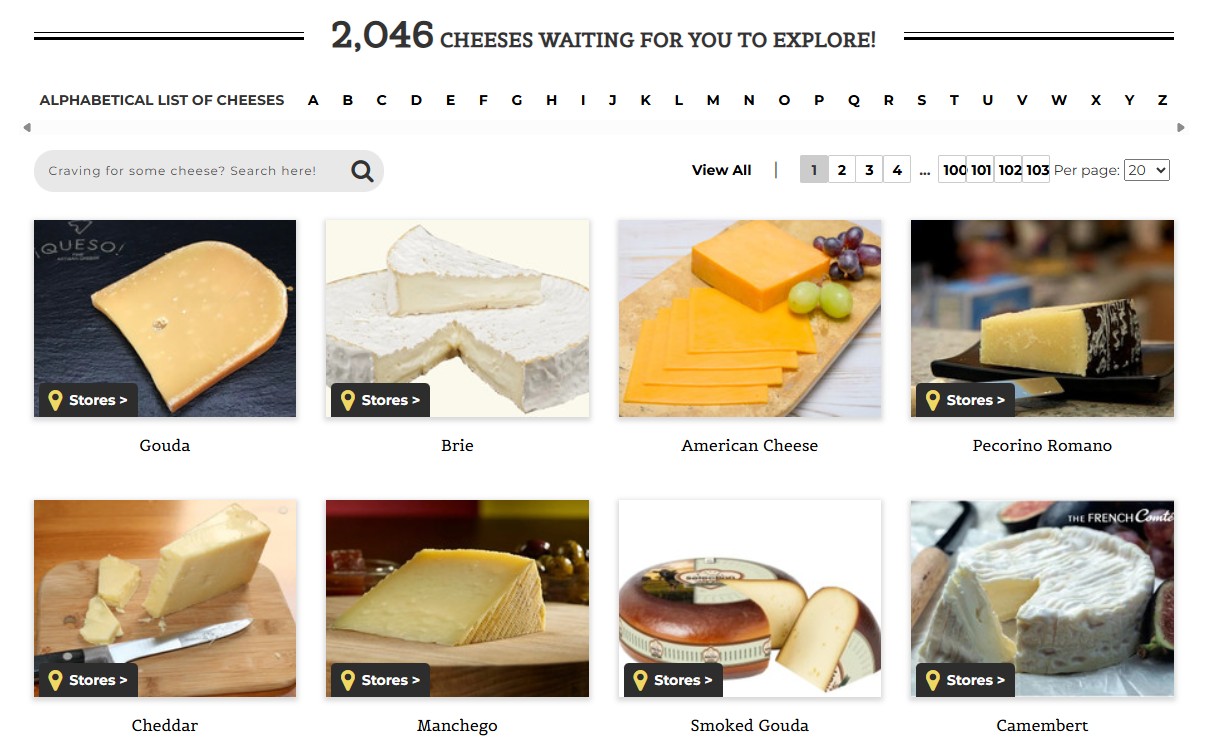 2,046 CHEESES WAITING FOR YOU TO EXPLORE!
ALPHABETICAL LIST OF CHEESES A B C D E F G H I J K L M N O P Q R S T U V W X Y Z
Craving for some cheese? Search here! View All | 1 2 3 4 ... 100 101 102 103 Per page: 20
¡QUESO!
Stores > Stores > Stores >
Gouda Brie American Cheese Pecorino Romano
THE FRENCH Comté
Stores > Stores > Stores > Stores >
Cheddar Manchego Smoked Gouda Camembert